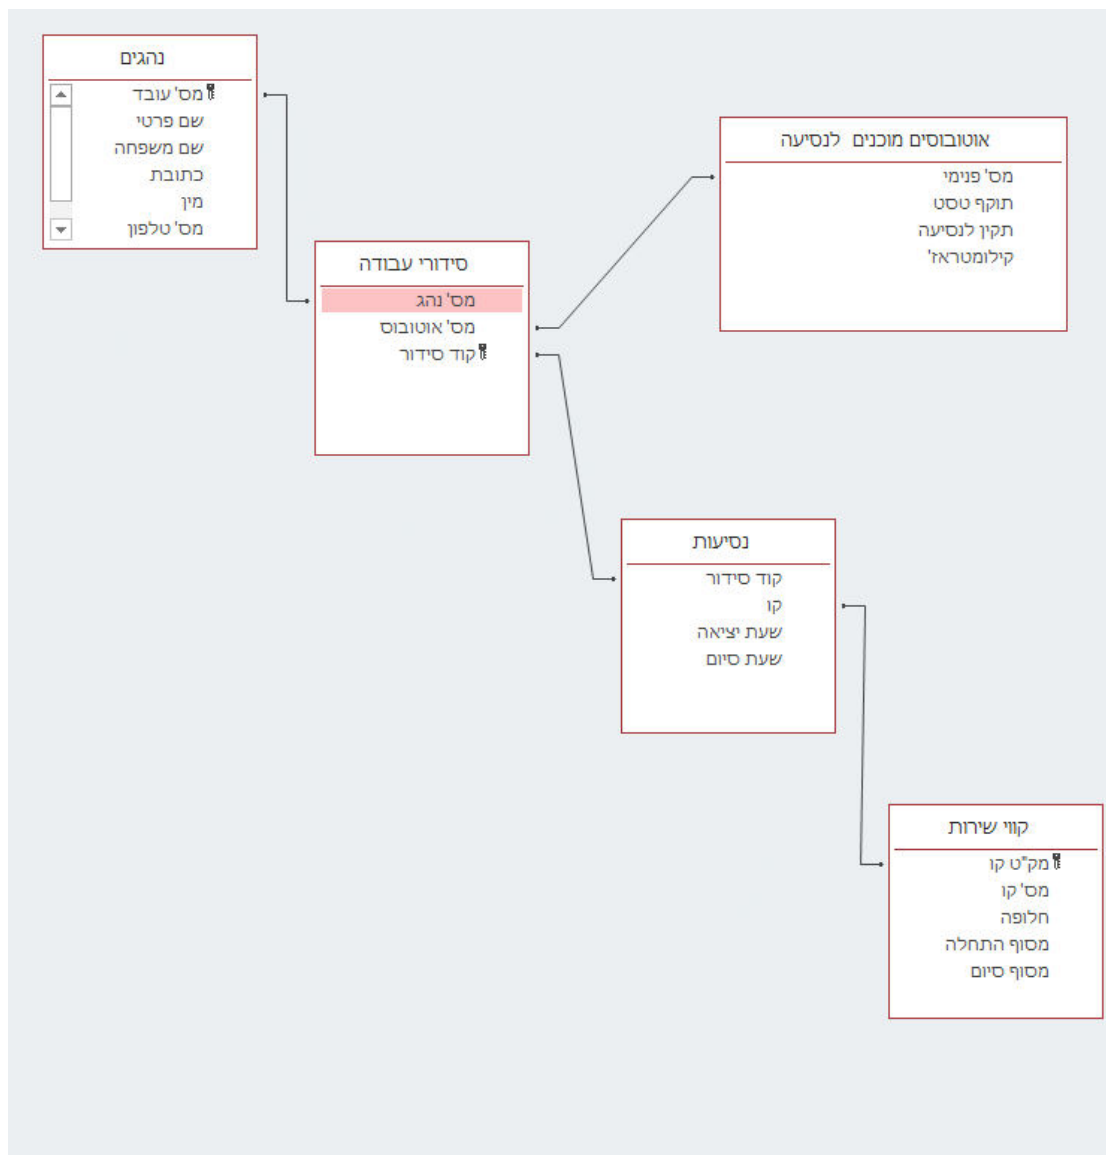 נהגים
מס' עובד
שם פרטי
שם משפחה
כתובת
מין
מס' טלפון
אוטובוסים מוכנים לנסיעה
מס' פנימי
תוקף טסט
תקין לנסיעה
קילומטראז'
סידורי עבודה
מס' נהג
מס' אוטובוס
קוד סידור
נסיעות
קוד סידור
קו
שעת יציאה
שעת סיום
קווי שירות
מק"ט קו
מס' קו
חלופה
מסוף התחלה
מסוף סיום